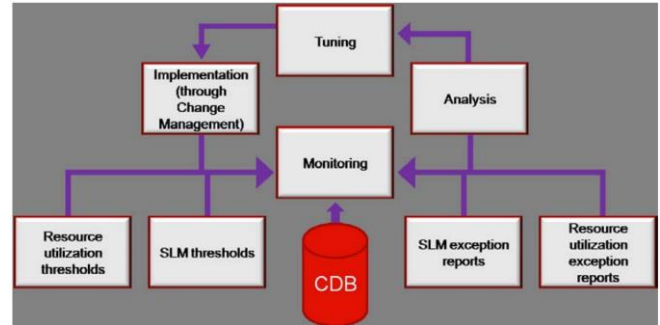 Tuning
Implementation
(through
Change
Management)
Analysis
Monitoring
Resource
utilization
thresholds
SLM thresholds
CDB
SLM exception
reports
Resource
utilization
exception
reports